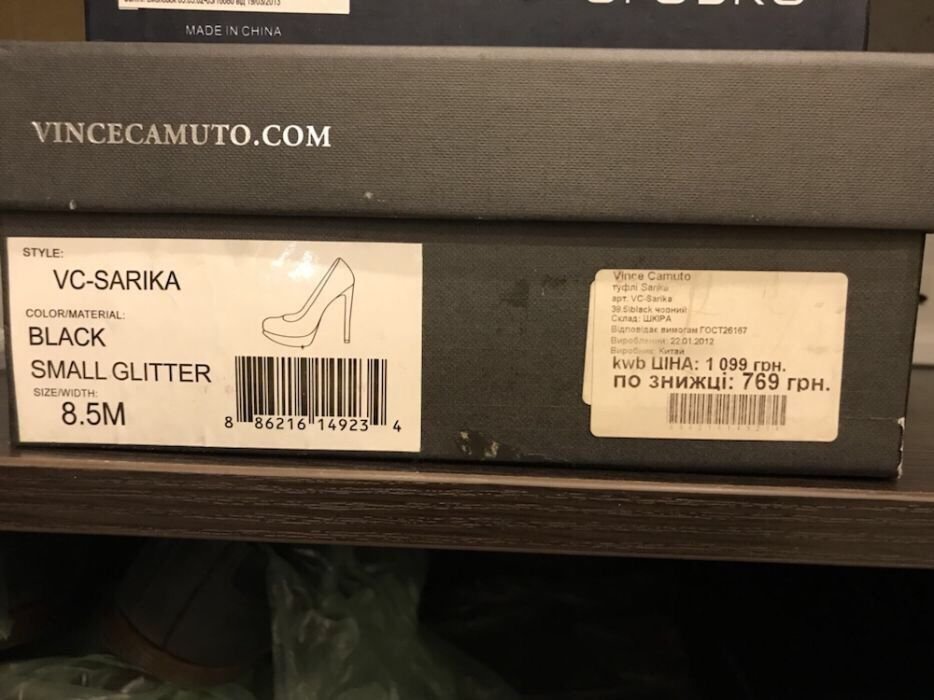 MADE IN CHINA
VINCECAMUTO.COM
STYLE:
VC-SARIKA
COLOR/MATERIAL:
BLACK
SMALL GLITTER
SIZE/WIDTH:
8.5M
8 86216 14923 4
Vince Camuto
туфлі Sarika
арт. VC-Sarika
39.5\black чорний
Склад: ШКІРА
Відповідає вимогам ГОСТ26167
Вироблений: 22.01.2012
Виробник: Китай
kwb ЦІНА: 1 099 грн.
по знижці: 769 грн.